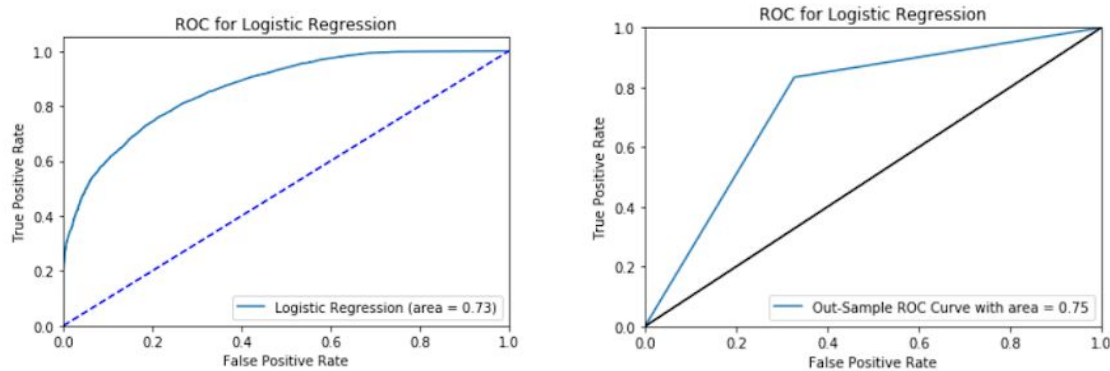 ROC for Logistic Regression
1.0
0.8
0.6
0.4
0.2
0.0
True Positive Rate
Logistic Regression (area = 0.73)
0.0 0.2 0.4 0.6 0.8 1.0
False Positive Rate
ROC for Logistic Regression
1.0
0.8
0.6
0.4
0.2
0.0
True Positive Rate
Out-Sample ROC Curve with area = 0.75
0.0 0.2 0.4 0.6 0.8 1.0
False Positive Rate